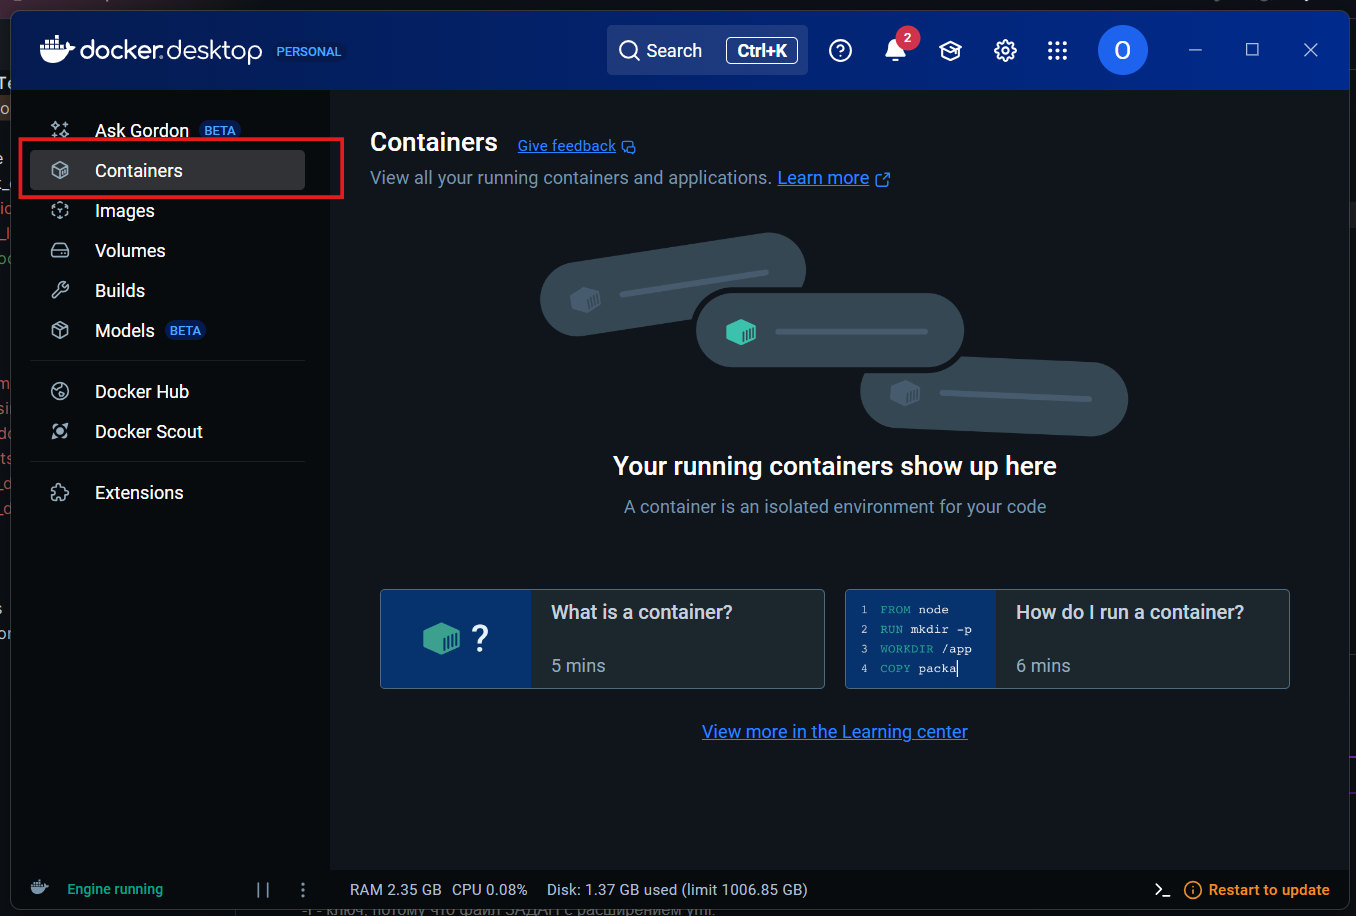 docker.desktop PERSONAL
Search Ctrl+K
2
O
Ask Gordon BETA
Containers
Images
Volumes
Builds
Models BETA
Docker Hub
Docker Scout
Extensions
Containers Give feedback
View all your running containers and applications. Learn more
Your running containers show up here
A container is an isolated environment for your code
?
What is a container?
5 mins
1 FROM node
2 RUN mkdir -p
3 WORKDIR /app
4 COPY packa
How do I run a container?
6 mins
View more in the Learning center
Engine running
RAM 2.35 GB CPU 0.08% Disk: 1.37 GB used (limit 1006.85 GB)
Restart to update
ключ, потому что файл ЗАДАН с расширением yml.